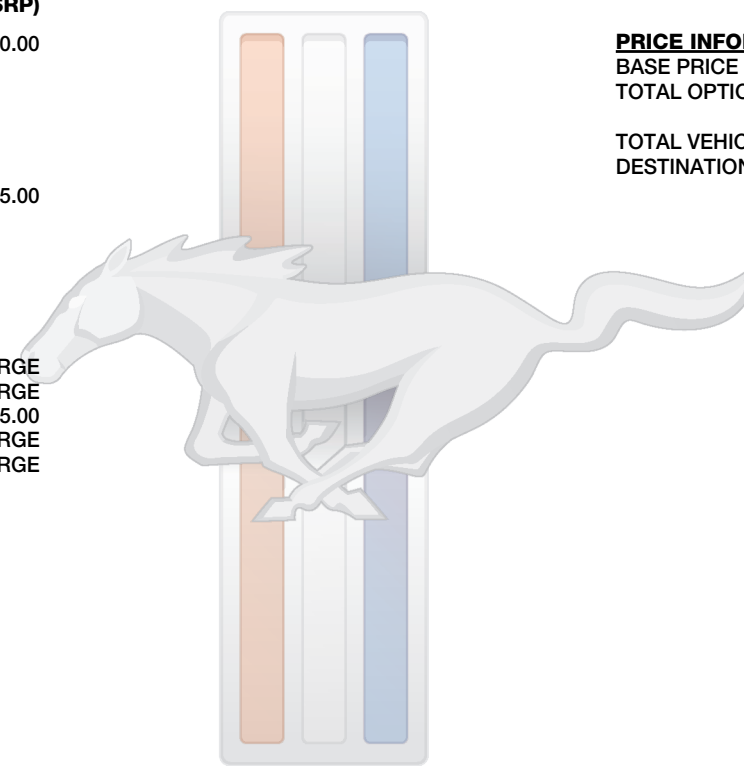 SRP)
0.00
5.00
RGE
RGE
5.00
RGE
RGE
PRICE INFO
BASE PRICE
TOTAL OPTIO
TOTAL VEHIC
DESTINATION